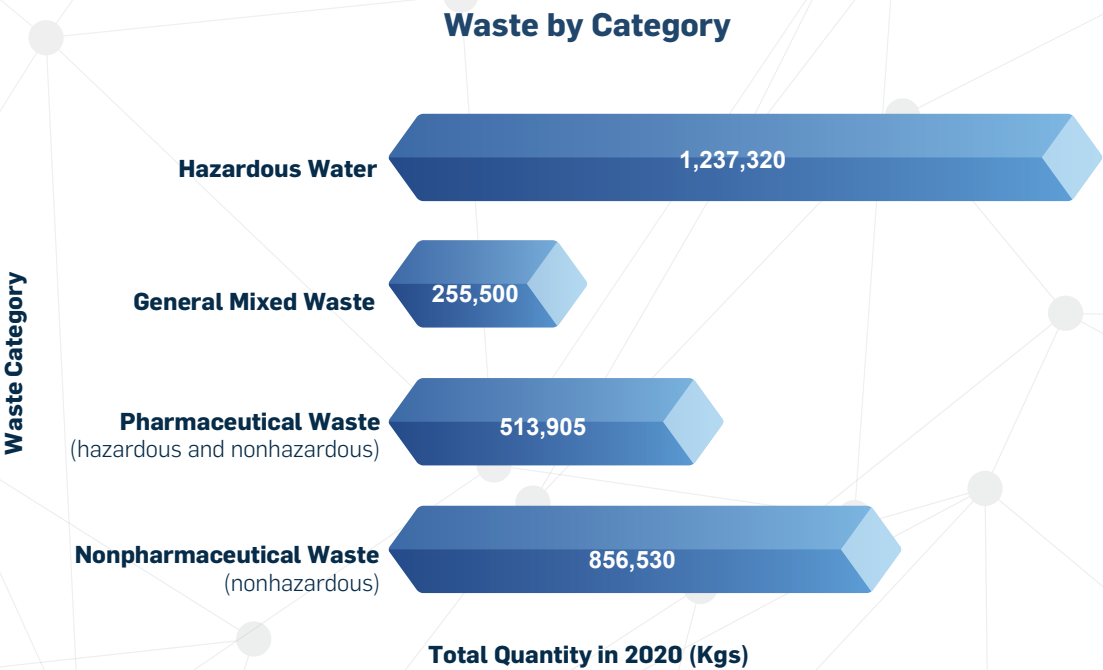 Waste by Category
Waste Category
Hazardous Water
1,237,320
General Mixed Waste
255,500
Pharmaceutical Waste
(hazardous and nonhazardous)
513,905
Nonpharmaceutical Waste
(nonhazardous)
856,530
Total Quantity in 2020 (Kgs)